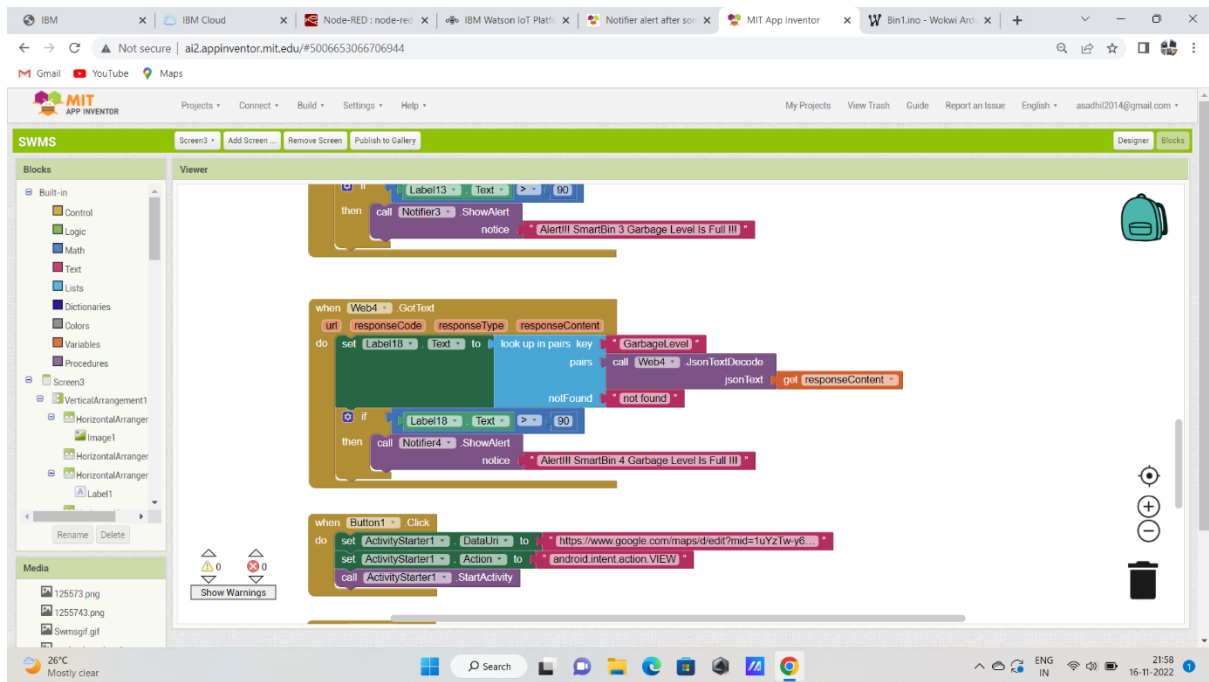 IBM
IBM Cloud
Node-RED : node-red
IBM Watson IoT Platfo
Notifier alert after som
MIT App Inventor
Bin1.ino - Wokwi Ardu
Not secure | ai2.appinventor.mit.edu/#5006653066706944
Gmail YouTube Maps
MIT
APP INVENTOR
Projects Connect Build Settings Help My Projects View Trash Guide Report an Issue English asadhil2014@gmail.com
SWMS Screen3 Add Screen ... Remove Screen Publish to Gallery Designer Blocks
Blocks
Viewer
Built-in
Control
Logic
Math
Text
Lists
Dictionaries
Colors
Variables
Procedures
Screen3
VerticalArrangement1
HorizontalArranger
Image1
HorizontalArranger
HorizontalArranger
Label1
Rename Delete
Media
125573.png
1255743.png
Swmsgif.gif
if Label13 . Text > 90
then call Notifier3 .ShowAlert
notice " Alert!!! SmartBin 3 Garbage Level Is Full !!! "
when Web4 .GotText
url responseCode responseType responseContent
do set Label18 . Text to look up in pairs key " GarbageLevel "
pairs call Web4 .JsonTextDecode
jsonText get responseContent
notFound " not found "
if Label18 . Text > 90
then call Notifier4 .ShowAlert
notice " Alert!!! SmartBin 4 Garbage Level Is Full !!! "
when Button1 .Click
do set ActivityStarter1 . DataUri to " https://www.google.com/maps/d/edit?mid=1uYzTw-y6... "
set ActivityStarter1 . Action to " android.intent.action.VIEW "
call ActivityStarter1 .StartActivity
0 0
Show Warnings
26°C
Mostly clear
Search
ENG
IN
21:58
16-11-2022
1